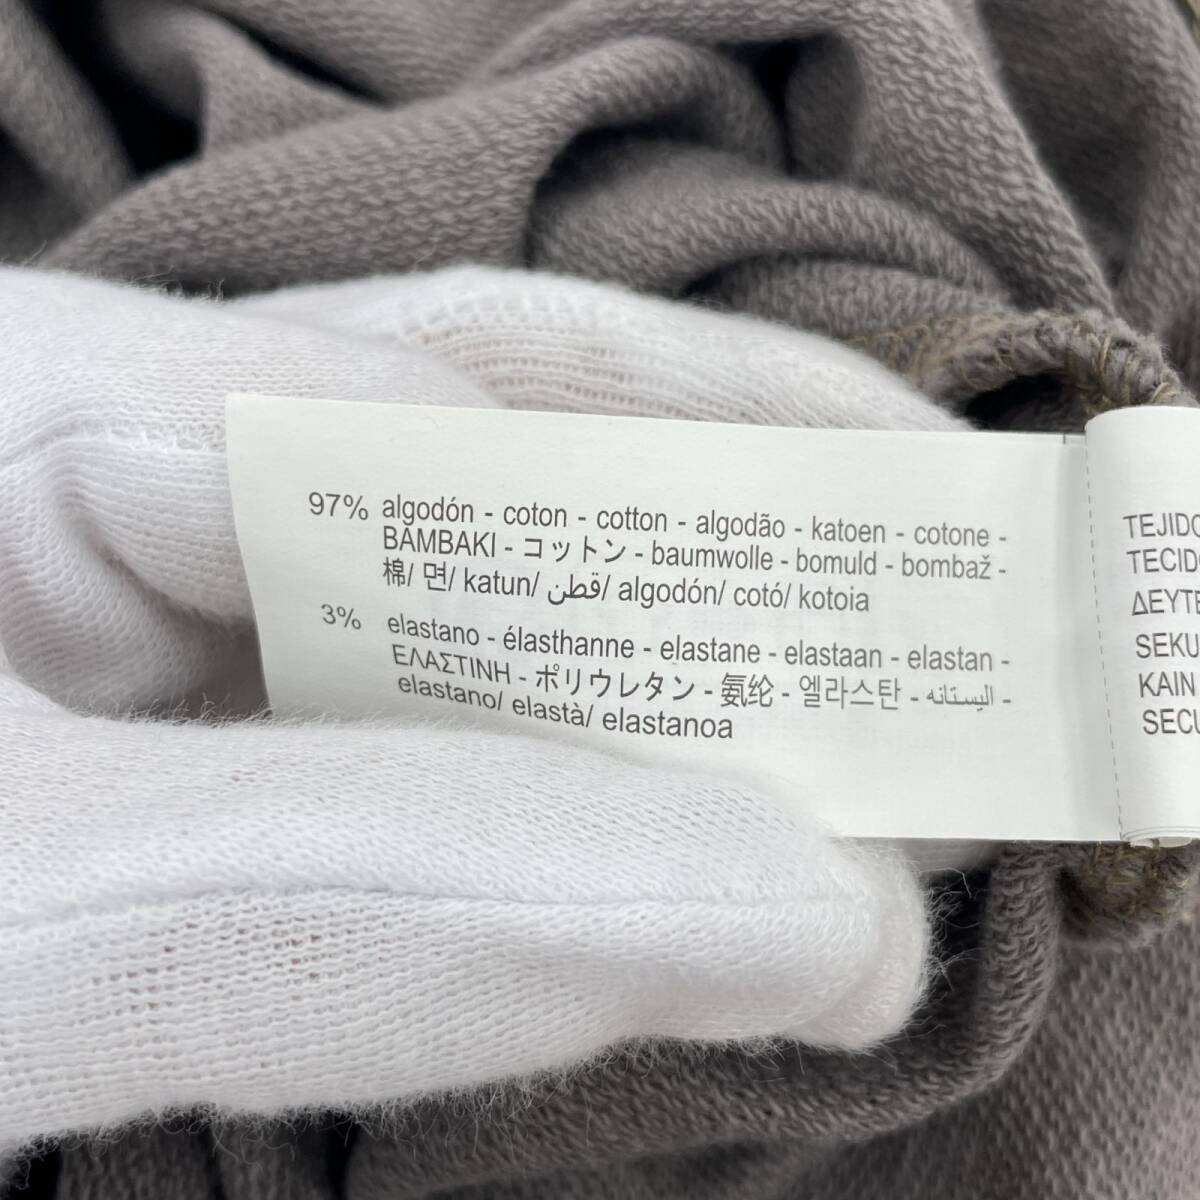 97% algodón - coton - cotton - algodão - katoen - cotone -
BAMBAKI - コットン - baumwolle - bomuld - bombaž -
棉/ 면/ katun/ قطن/ algodón/ cotó/ kotoia
3% elastano - élasthanne - elastane - elastaan - elastan -
ΕΛΑΣΤΙΝΗ - ポリウレタン - 氨纶 - 엘라스탄 - اليستانه -
elastano/ elastà/ elastanoa
TEJIDO
TECID
ΔΕΥΤΕ
SEKU
KAIN
SECU